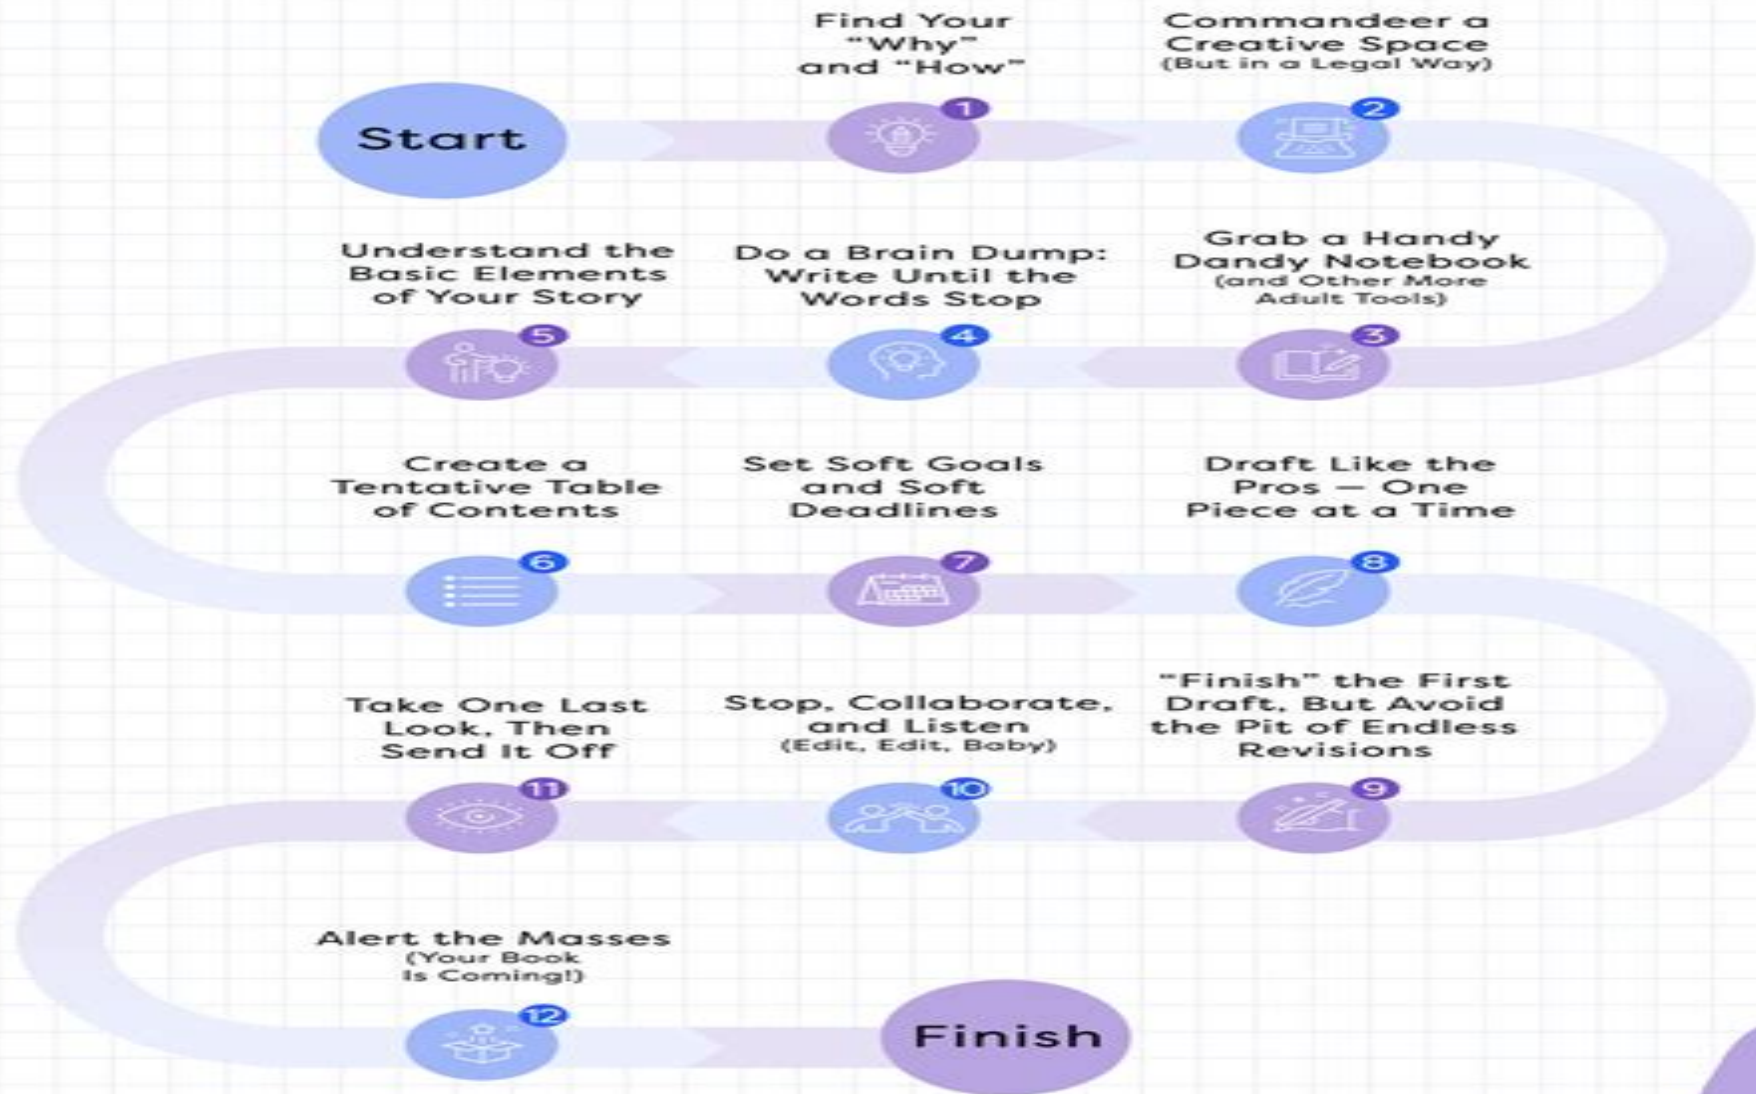 Start
Find Your
“Why”
and “How”
1
Commandeer a
Creative Space
(But in a Legal Way)
2
Grab a Handy
Dandy Notebook
(and Other More
Adult Tools)
3
Do a Brain Dump:
Write Until the
Words Stop
4
Understand the
Basic Elements
of Your Story
5
Create a
Tentative Table
of Contents
6
Set Soft Goals
and Soft
Deadlines
7
Draft Like the
Pros — One
Piece at a Time
8
“Finish” the First
Draft, But Avoid
the Pit of Endless
Revisions
9
Stop, Collaborate,
and Listen
(Edit, Edit, Baby)
10
Take One Last
Look, Then
Send It Off
11
Alert the Masses
(Your Book
Is Coming!)
12
Finish